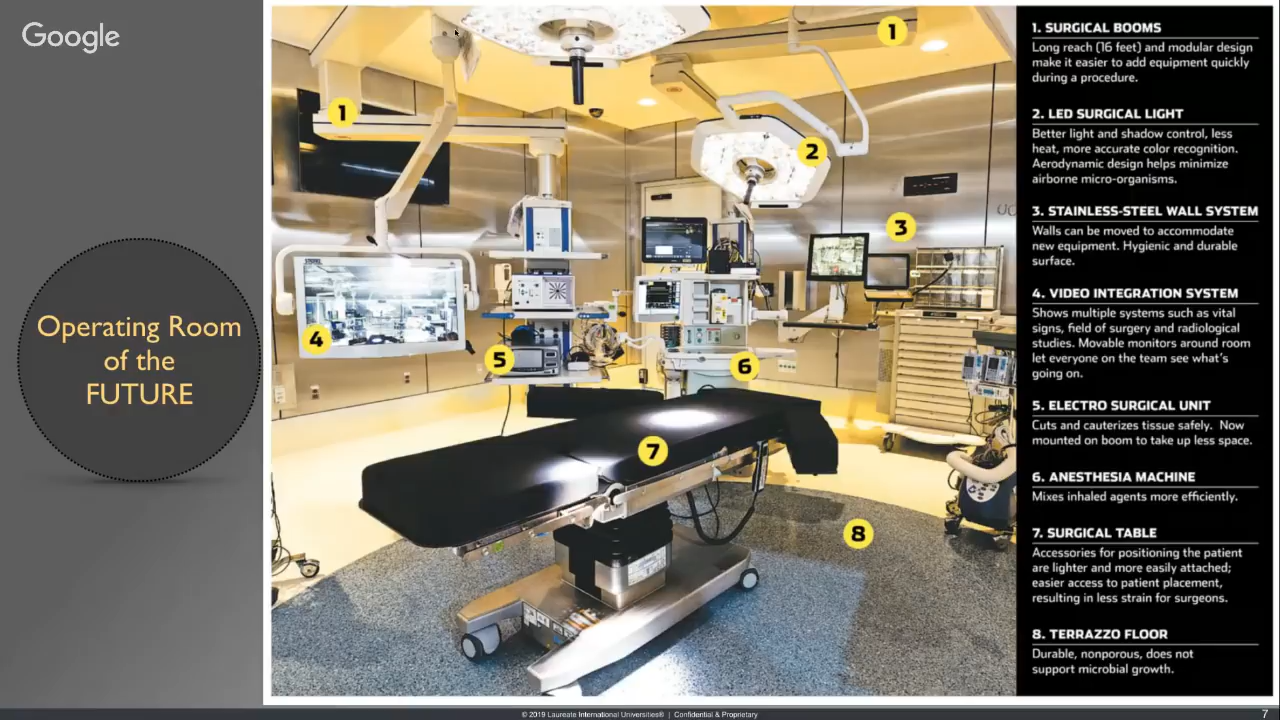 Google
Operating Room
of the
FUTURE
1
1
2
3
4
5
6
7
8
1. SURGICAL BOOMS
Long reach (16 feet) and modular design
make it easier to add equipment quickly
during a procedure.
2. LED SURGICAL LIGHT
Better light and shadow control, less
heat, more accurate color recognition.
Aerodynamic design helps minimize
airborne micro-organisms.
3. STAINLESS-STEEL WALL SYSTEM
Walls can be moved to accommodate
new equipment. Hygienic and durable
surface.
4. VIDEO INTEGRATION SYSTEM
Shows multiple systems such as vital
signs, field of surgery and radiological
studies. Movable monitors around room
let everyone on the team see what's
going on.
5. ELECTRO SURGICAL UNIT
Cuts and cauterizes tissue safely. Now
mounted on boom to take up less space.
6. ANESTHESIA MACHINE
Mixes inhaled agents more efficiently.
7. SURGICAL TABLE
Accessories for positioning the patient
are lighter and more easily attached;
easier access to patient placement,
resulting in less strain for surgeons.
8. TERRAZZO FLOOR
Durable, nonporous, does not
support microbial growth.
© 2019 Laureate International Universities® | Confidential & Proprietary
7